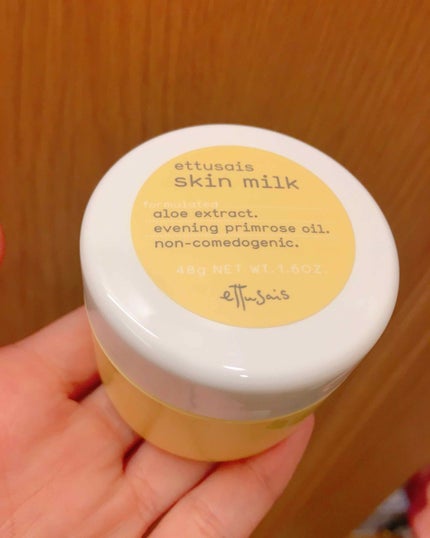 ettusais
skin milk
formulated
aloe extract.
evening primrose oil.
non-comedogenic.
48g NET WT.1.6OZ.
ettusais